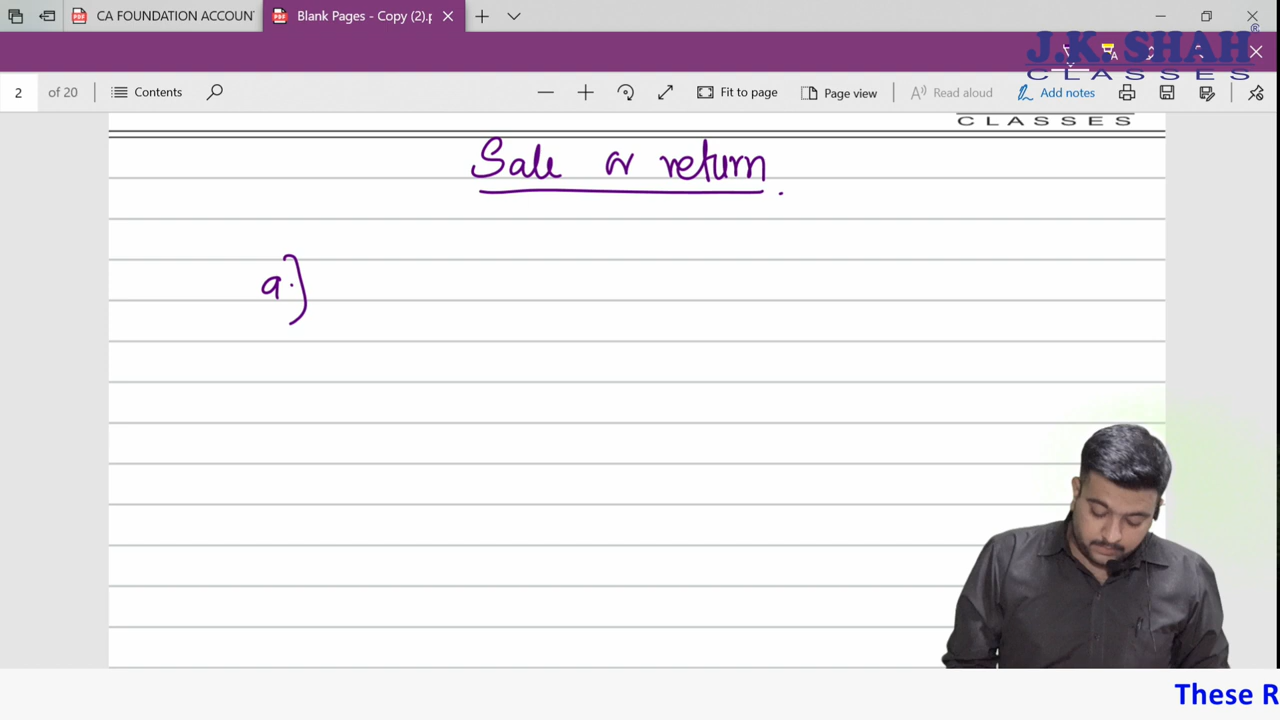 CA FOUNDATION ACCOUN
Blank Pages - Copy (2).p
J.K. SHAH®
CLASSES
2 of 20
Contents
Fit to page
Page view
Read aloud
Add notes
CLASSES
Sale or return.
a.)
These R